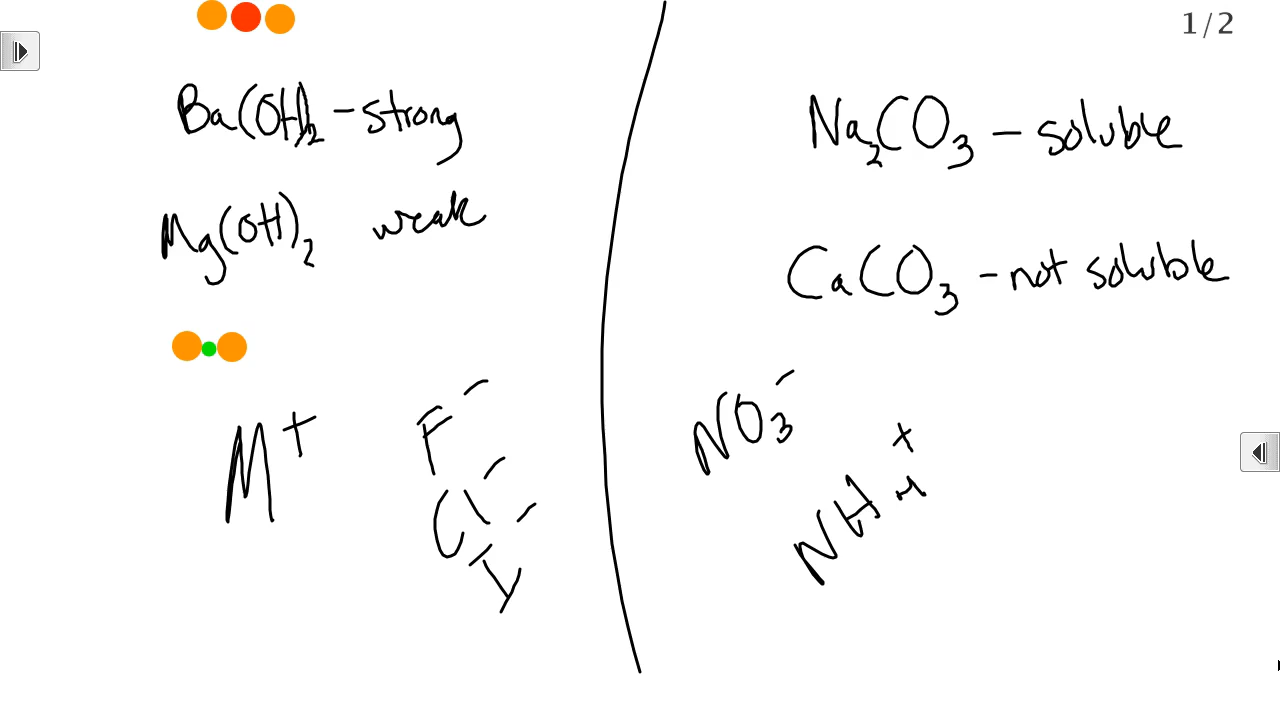 1/2
Ba(OH)₂ - strong
Mg(OH)₂ weak
M⁺
F⁻
Cl⁻
I⁻
Na₂CO₃ - soluble
CaCO₃ - not soluble
NO₃⁻
NH₄⁺